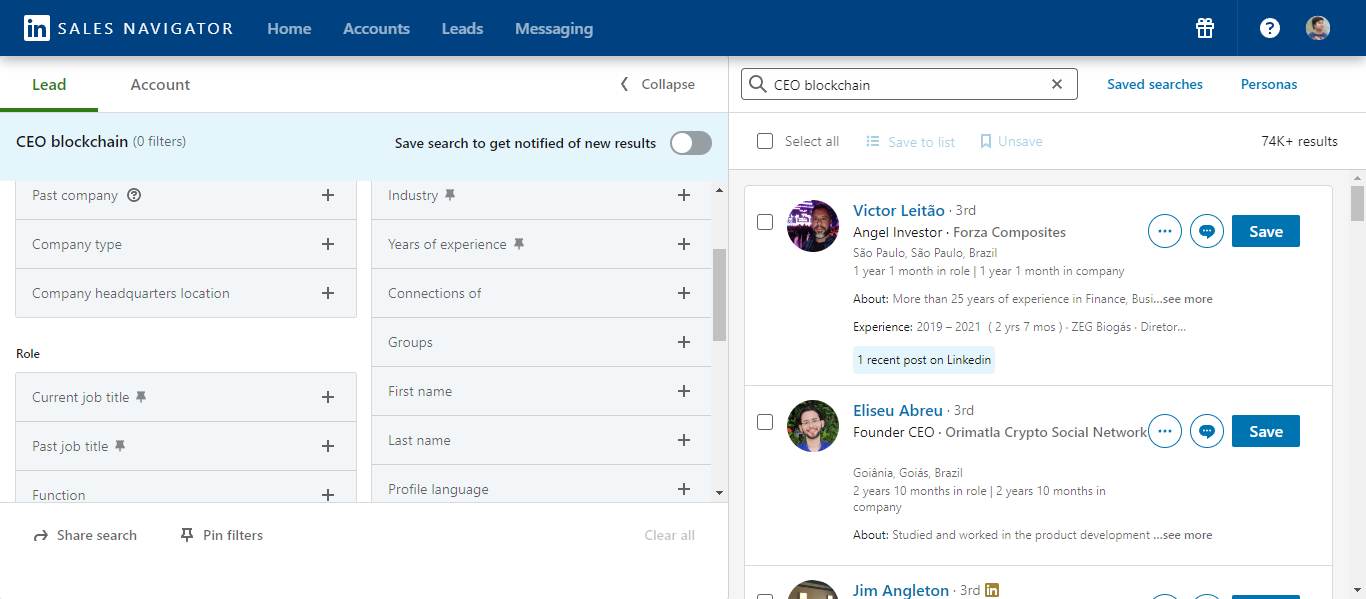 in SALES NAVIGATOR Home Accounts Leads Messaging
Lead Account Collapse
CEO blockchain (0 filters) Save search to get notified of new results
Past company
Company type
Company headquarters location
Role
Current job title
Past job title
Function
Industry
Years of experience
Connections of
Groups
First name
Last name
Profile language
Share search Pin filters Clear all
CEO blockchain Saved searches Personas
Select all Save to list Unsave 74K+ results
Victor Leitão · 3rd
Angel Investor · Forza Composites
Save
São Paulo, São Paulo, Brazil
1 year 1 month in role | 1 year 1 month in company
About: More than 25 years of experience in Finance, Busi...see more
Experience: 2019 – 2021 ( 2 yrs 7 mos ) · ZEG Biogás · Diretor...
1 recent post on Linkedin
Eliseu Abreu · 3rd
Founder CEO · Orimatla Crypto Social Network
Save
Goiânia, Goiás, Brazil
2 years 10 months in role | 2 years 10 months in
company
About: Studied and worked in the product development ...see more
Jim Angleton · 3rd in